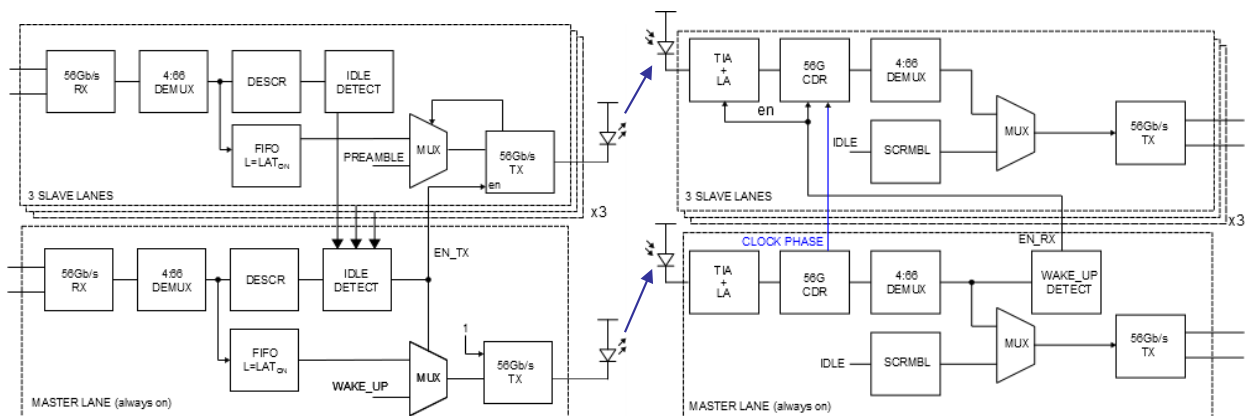 56Gb/s
RX
4:66
DEMUX
DESCR
IDLE
DETECT
FIFO
L=LAT_ON
PREAMBLE
MUX
56Gb/s
TX
en
3 SLAVE LANES
x3
56Gb/s
RX
4:66
DEMUX
DESCR
IDLE
DETECT
EN_TX
FIFO
L=LAT_ON
WAKE_UP
MUX
1
56Gb/s
TX
MASTER LANE (always on)
TIA
+
LA
56G
CDR
4:66
DEMUX
en
IDLE
SCRMBL
MUX
56Gb/s
TX
3 SLAVE LANES
x3
CLOCK PHASE
EN_RX
TIA
+
LA
56G
CDR
4:66
DEMUX
WAKE_UP
DETECT
IDLE
SCRMBL
MUX
56Gb/s
TX
MASTER LANE (always on)